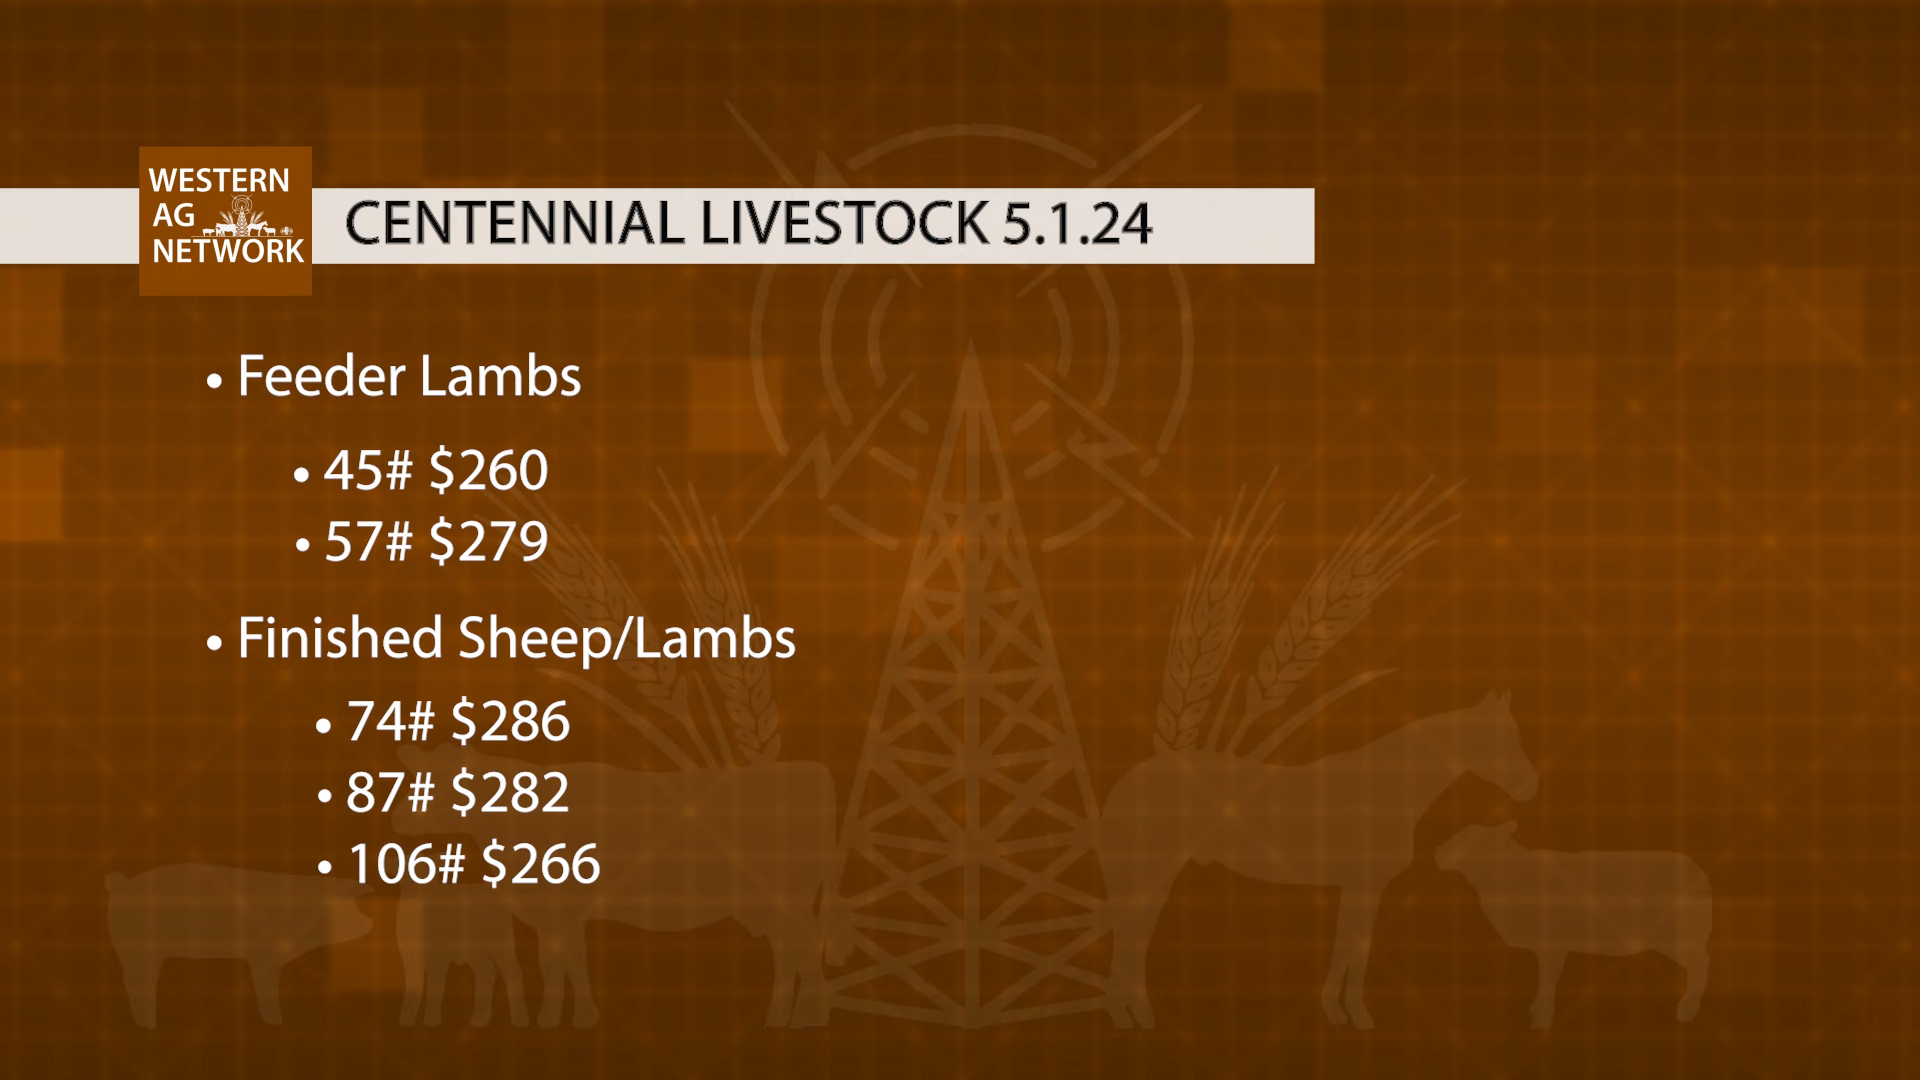 WESTERN
AG
NETWORK
CENTENNIAL LIVESTOCK 5.1.24
• Feeder Lambs
• 45# $260
• 57# $279
• Finished Sheep/Lambs
• 74# $286
• 87# $282
• 106# $266